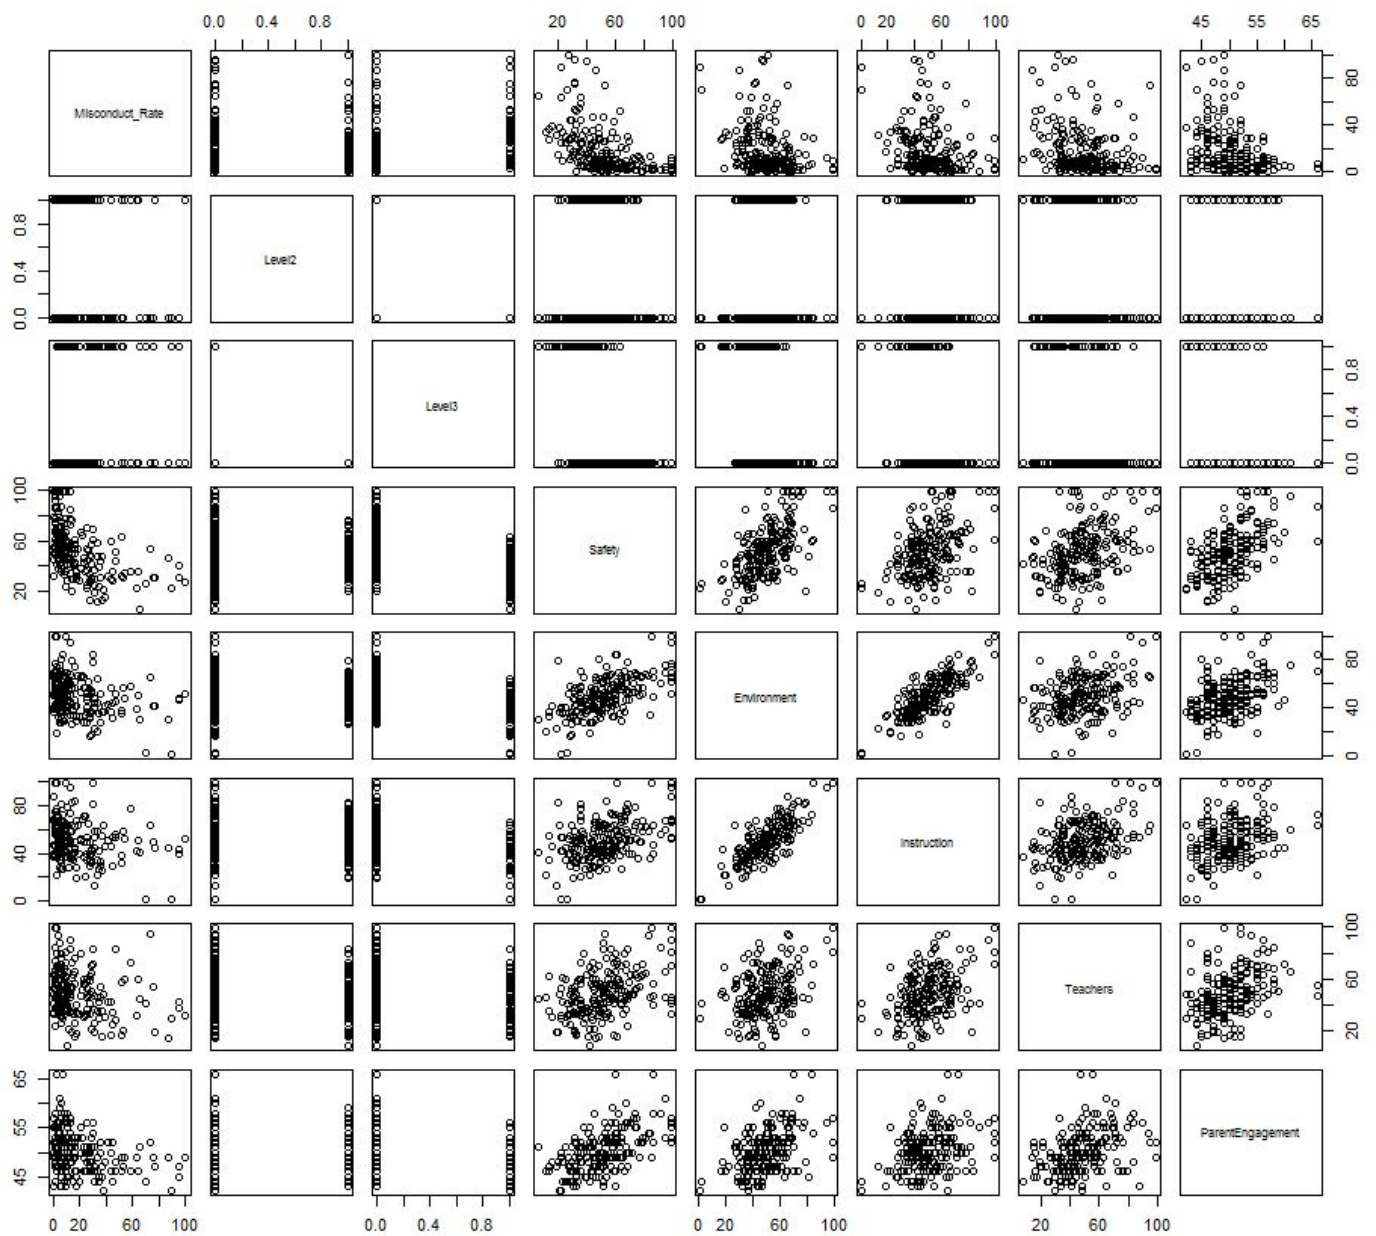 0.0 0.4 0.8 20 60 100 0 20 60 100 45 55 65
Misconduct_Rate
0 40 80
0.0 0.4 0.8
Level2
Level3
0.0 0.4 0.8
20 60 100
Safety
Environment
0 40 80
0 40 80
Instruction
Teachers
20 60 100
45 55 65
ParentEngagement
0 20 60 100 0.0 0.4 0.8 0 20 60 100 20 60 100